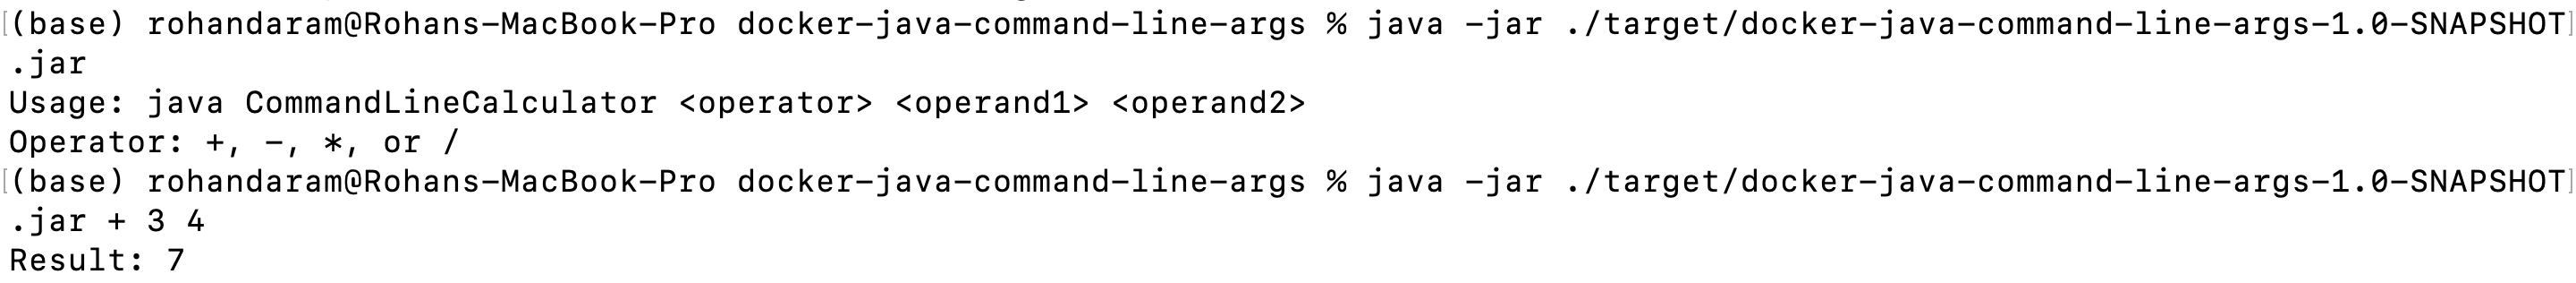 [(base) rohandaram@Rohans-MacBook-Pro docker-java-command-line-args % java -jar ./target/docker-java-command-line-args-1.0-SNAPSHOT]
.jar
Usage: java CommandLineCalculator <operator> <operand1> <operand2>
Operator: +, -, *, or /
[(base) rohandaram@Rohans-MacBook-Pro docker-java-command-line-args % java -jar ./target/docker-java-command-line-args-1.0-SNAPSHOT]
.jar + 3 4
Result: 7